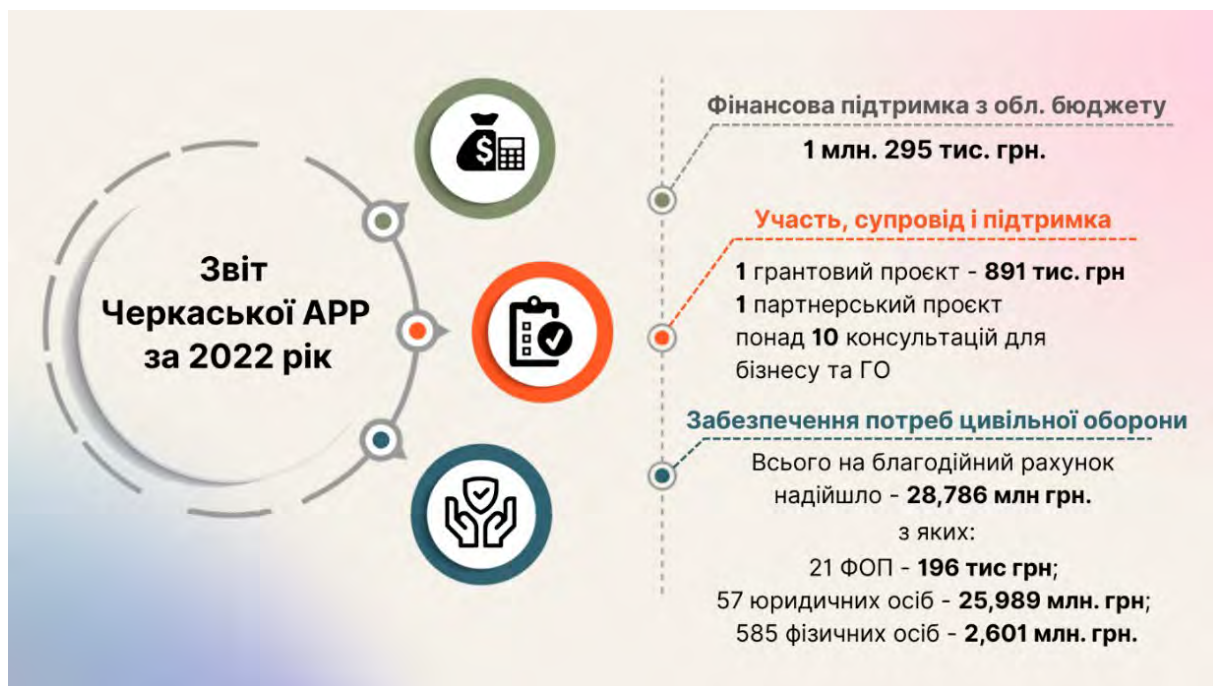 Звіт
Черкаської АРР
за 2022 рік
Фінансова підтримка з обл. бюджету
1 млн. 295 тис. грн.
Участь, супровід і підтримка
1 грантовий проєкт - 891 тис. грн
1 партнерський проєкт
понад 10 консультацій для
бізнесу та ГО
Забезпечення потреб цивільної оборони
Всього на благодійний рахунок
надійшло - 28,786 млн грн.
з яких:
21 ФОП - 196 тис грн;
57 юридичних осіб - 25,989 млн. грн;
585 фізичних осіб - 2,601 млн. грн.